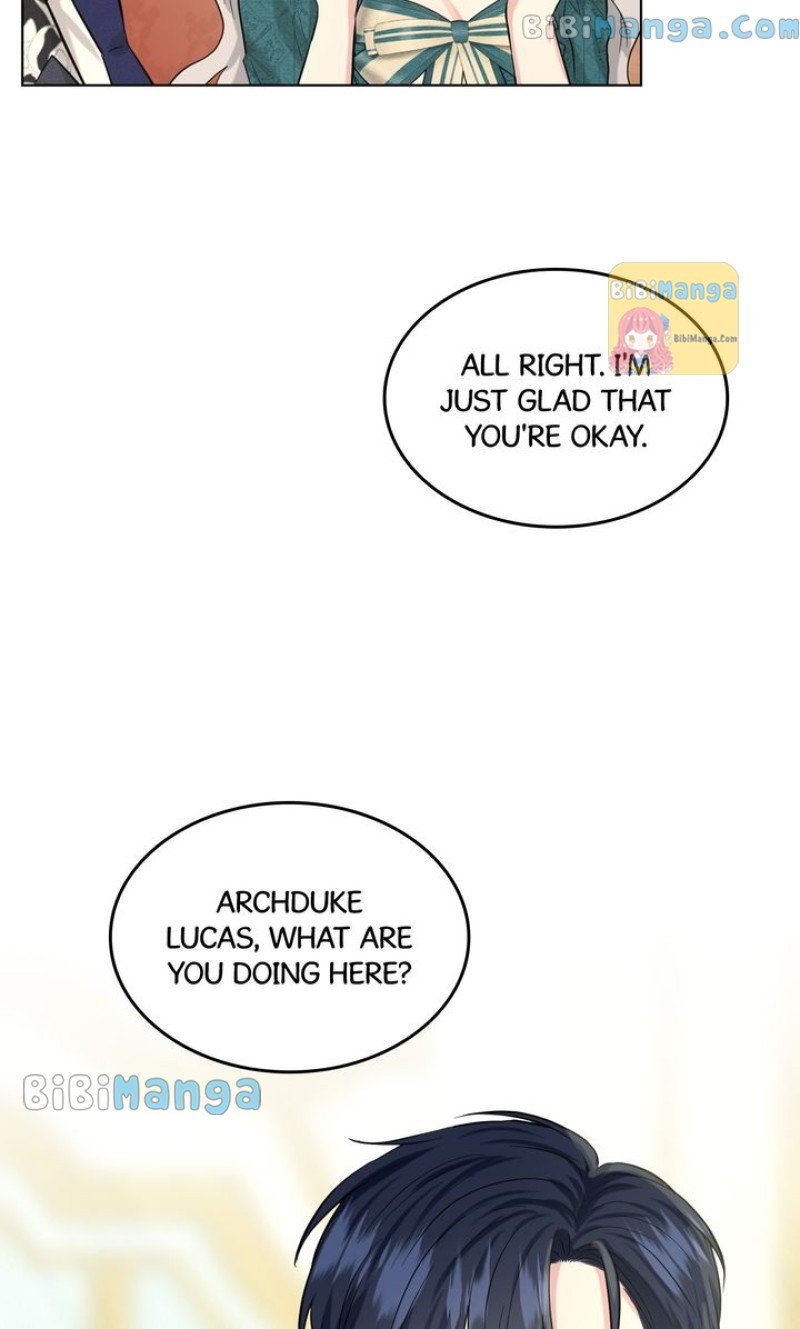 BiBiManga.Com
BiBiManga
BibiManga.Com
ALL RIGHT. I'M
JUST GLAD THAT
YOU'RE OKAY.
ARCHDUKE
LUCAS, WHAT ARE
YOU DOING HERE?
BiBiManga